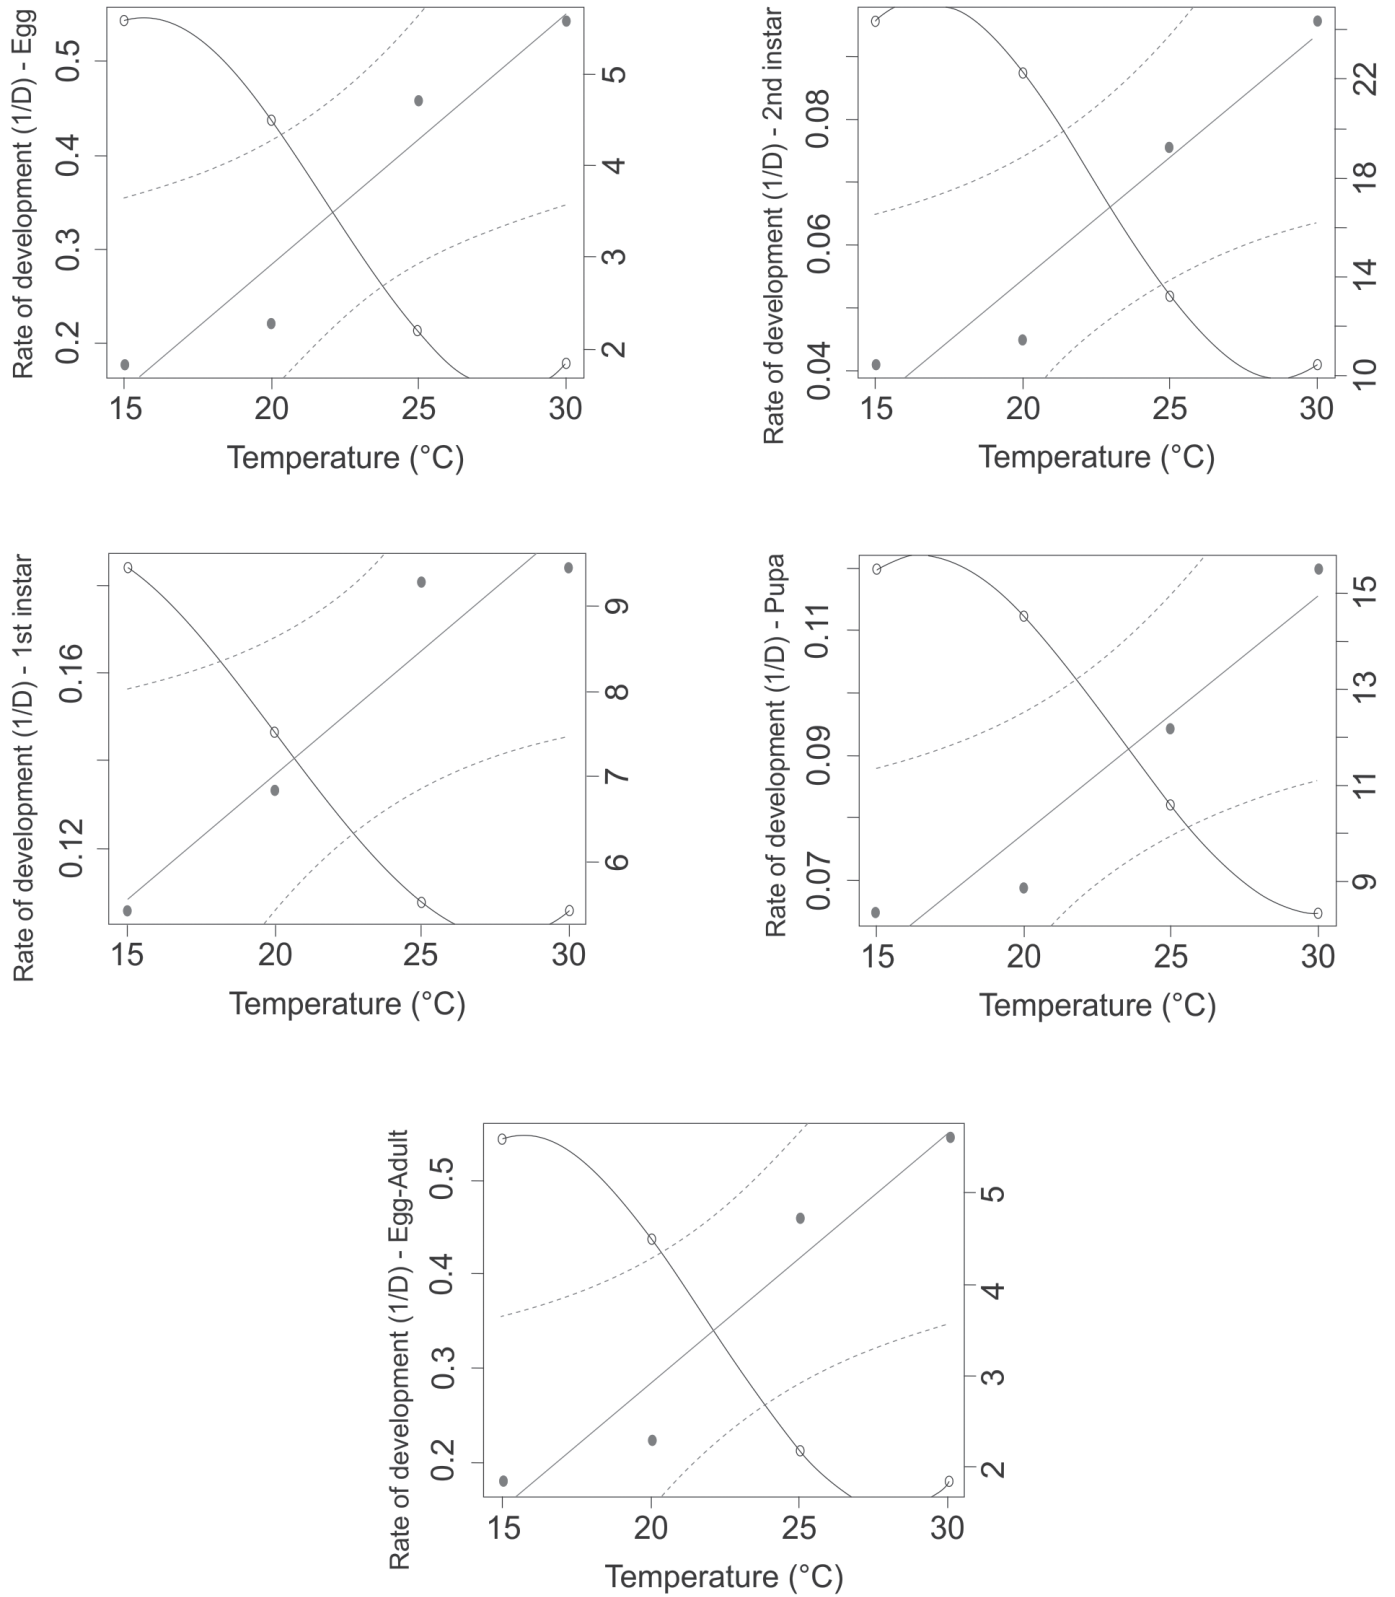 Rate of development (1/D) - Egg
0.5
0.4
0.3
0.2
5
4
3
2
15 20 25 30
Temperature (°C)
Rate of development (1/D) - 2nd instar
0.08
0.06
0.04
22
18
14
10
15 20 25 30
Temperature (°C)
Rate of development (1/D) - 1st instar
0.16
0.12
9
8
7
6
15 20 25 30
Temperature (°C)
Rate of development (1/D) - Pupa
0.11
0.09
0.07
15
13
11
9
15 20 25 30
Temperature (°C)
Rate of development (1/D) - Egg-Adult
0.5
0.4
0.3
0.2
5
4
3
2
15 20 25 30
Temperature (°C)